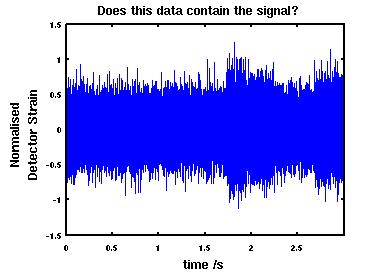 Does this data contain the signal?
1.5
1
0.5
0
-0.5
-1
-1.5
Normalised
Detector Strain
0 0.5 1 1.5 2 2.5
time /s